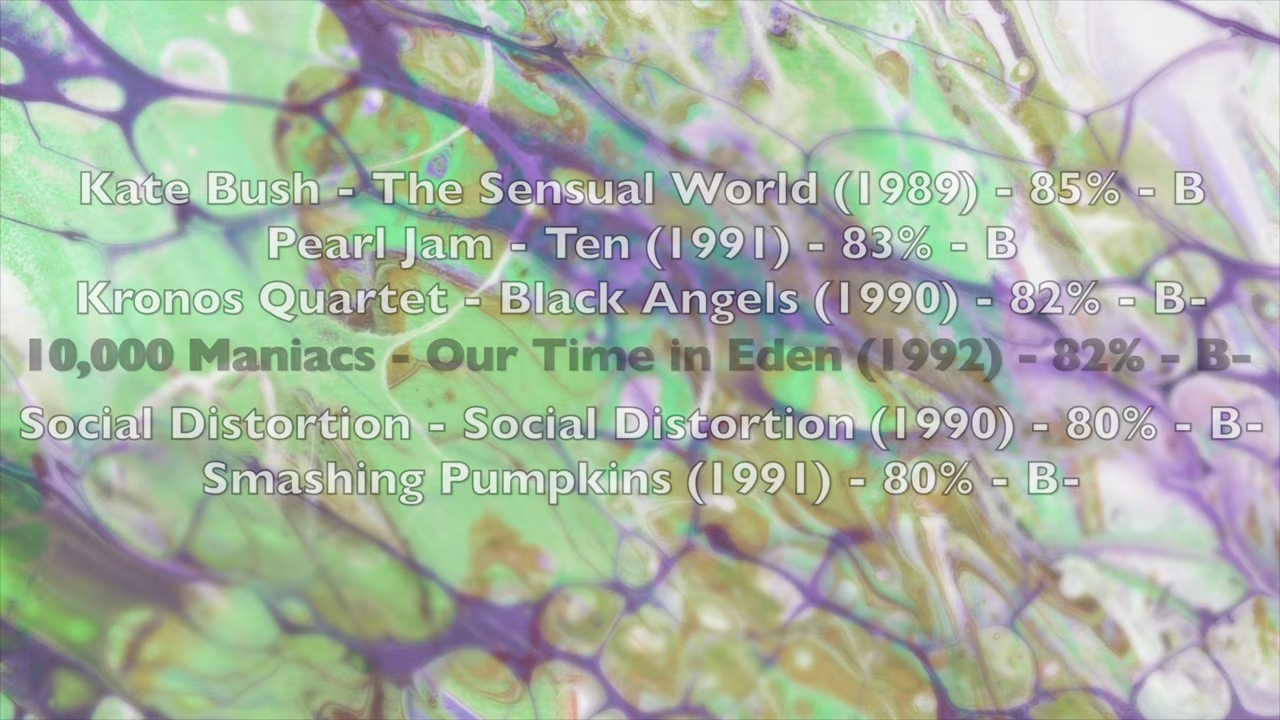 Kate Bush - The Sensual World (1989) - 85% - B
Pearl Jam - Ten (1991) - 83% - B
Kronos Quartet - Black Angels (1990) - 82% - B-
10,000 Maniacs - Our Time in Eden (1992) - 82% - B-
Social Distortion - Social Distortion (1990) - 80% - B-
Smashing Pumpkins (1991) - 80% - B-